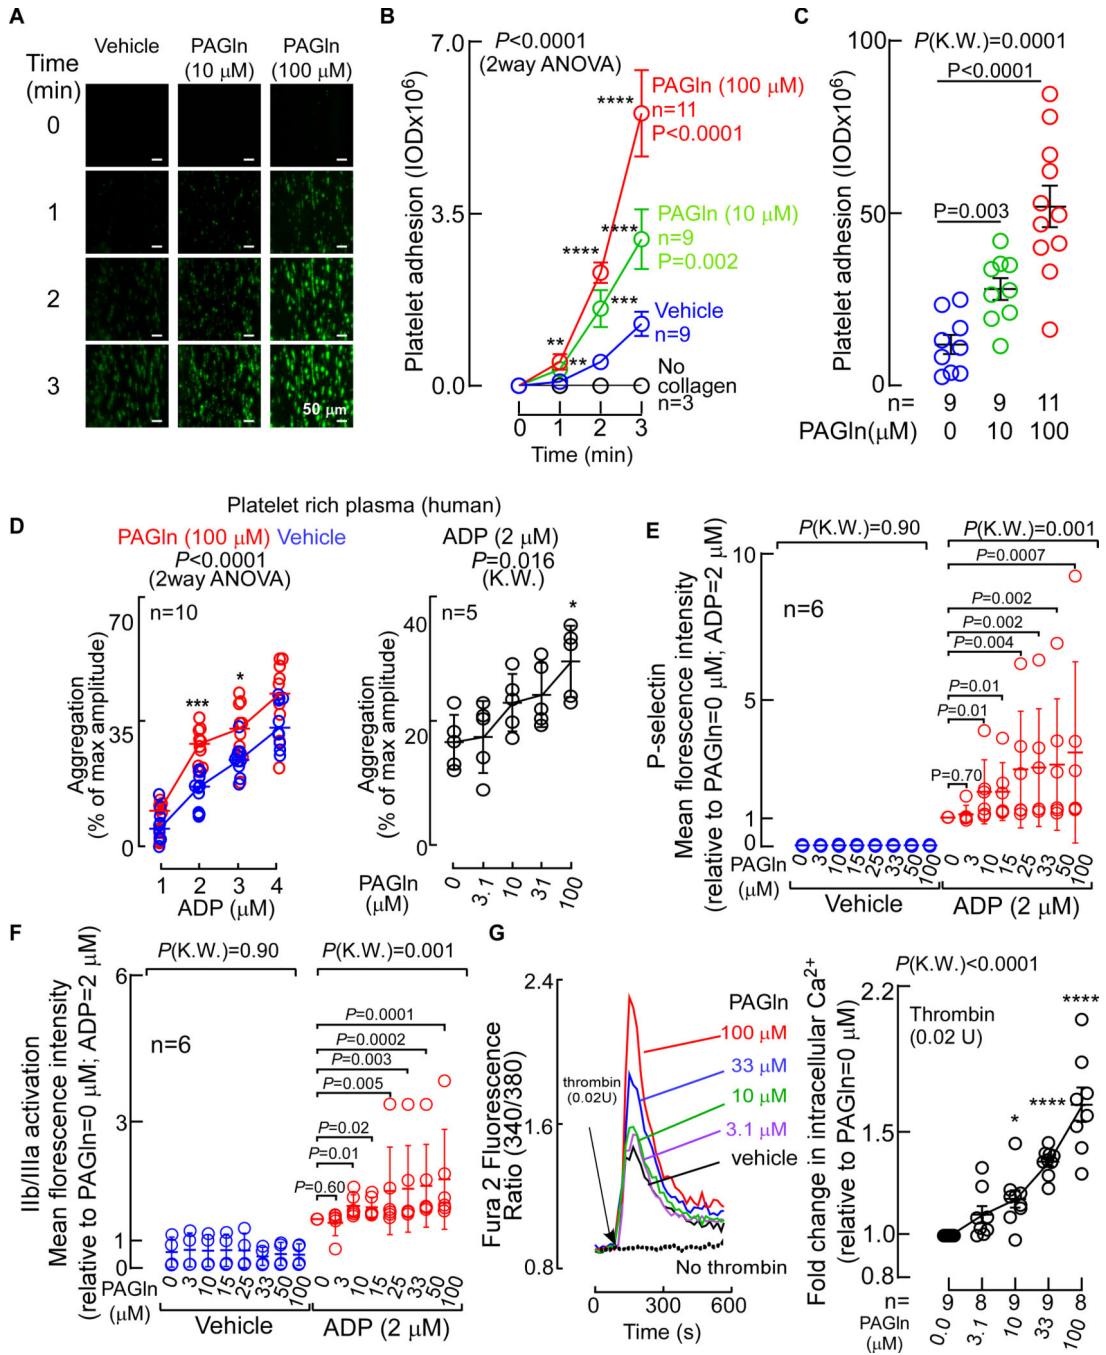 A
Vehicle PAGln PAGln
(10 µM) (100 µM)
Time
(min)
0
1
2
3
50 µm
B
P<0.0001
(2way ANOVA)
Platelet adhesion (IODx10⁶)
7.0
3.5
0.0
PAGln (100 µM)
n=11
P<0.0001
PAGln (10 µM)
n=9
P=0.002
Vehicle
n=9
No
collagen
n=3
****
****
****
***
**
**
0 1 2 3
Time (min)
C
P(K.W.)=0.0001
P<0.0001
P=0.003
Platelet adhesion (IODx10⁶)
100
50
0
n= 9 9 11
PAGln(µM) 0 10 100
Platelet rich plasma (human)
D
PAGln (100 µM) Vehicle
P<0.0001
(2way ANOVA)
n=10
Aggregation
(% of max amplitude)
70
35
0
***
*
1 2 3 4
ADP (µM)
ADP (2 µM)
P=0.016
(K.W.)
n=5
*
Aggregation
(% of max amplitude)
40
20
0
PAGln
(µM)
0 3.1 10 31 100
E
P(K.W.)=0.90
P(K.W.)=0.001
n=6
P-selectin
Mean florescence intensity
(relative to PAGln=0 µM; ADP=2 µM)
10
5
1
0
P=0.0007
P=0.002
P=0.002
P=0.004
P=0.01
P=0.01
P=0.70
PAGln
(µM)
0 3 10 15 25 33 50 100
0 3 10 15 25 33 50 100
Vehicle
ADP (2 µM)
F
P(K.W.)=0.90
P(K.W.)=0.001
n=6
IIb/IIIa activation
Mean florescence intensity
(relative to PAGln=0 µM; ADP=2 µM)
6
3
1
0
P=0.0001
P=0.0002
P=0.003
P=0.005
P=0.02
P=0.01
P=0.60
PAGln
(µM)
0 3 10 15 25 33 50 100
0 3 10 15 25 33 50 100
Vehicle
ADP (2 µM)
G
Fura 2 Fluorescence
Ratio (340/380)
2.4
1.6
0.8
thrombin
(0.02U)
PAGln
100 µM
33 µM
10 µM
3.1 µM
vehicle
No thrombin
0 300 600
Time (s)
P(K.W.)<0.0001
Thrombin
(0.02 U)
Fold change in intracellular Ca²⁺
(relative to PAGln=0 µM)
2.2
1.5
1.0
0.8
*
****
****
n= 9 8 9 9 8
PAGln
(µM)
0.0 3.1 10 33 100